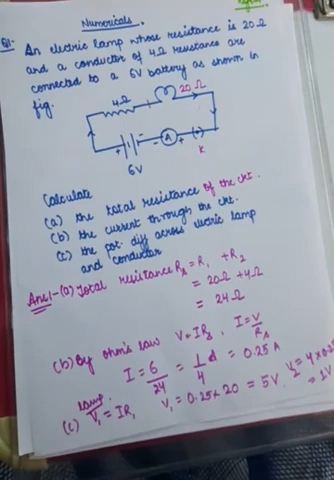 Numericals.
Q1- An electric lamp whose resistance is 20Ω
and a conductor of 4Ω resistance are
connected to a 6V battery as shown in
fig.
4Ω 20Ω
+ - - A + (·)
6V K
Calculate
(a) the total resistance of the ckt.
(b) the current through the ckt.
(c) the pot. diff across electric lamp
and conductor
Ans:- (a) Total resistance Rs = R1 + R2
= 20Ω + 4Ω
= 24Ω
(b) By ohm's law V = IRs, I = V/Rs
I = 6/24 = 1/4 = 0.25 A
(c) Lamp V1 = IR1 V1 = 0.25 x 20 = 5V. V2 = 4 x 0.25
= 1V